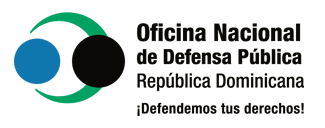 Oficina Nacional
de Defensa Pública
República Dominicana
¡Defendemos tus derechos!